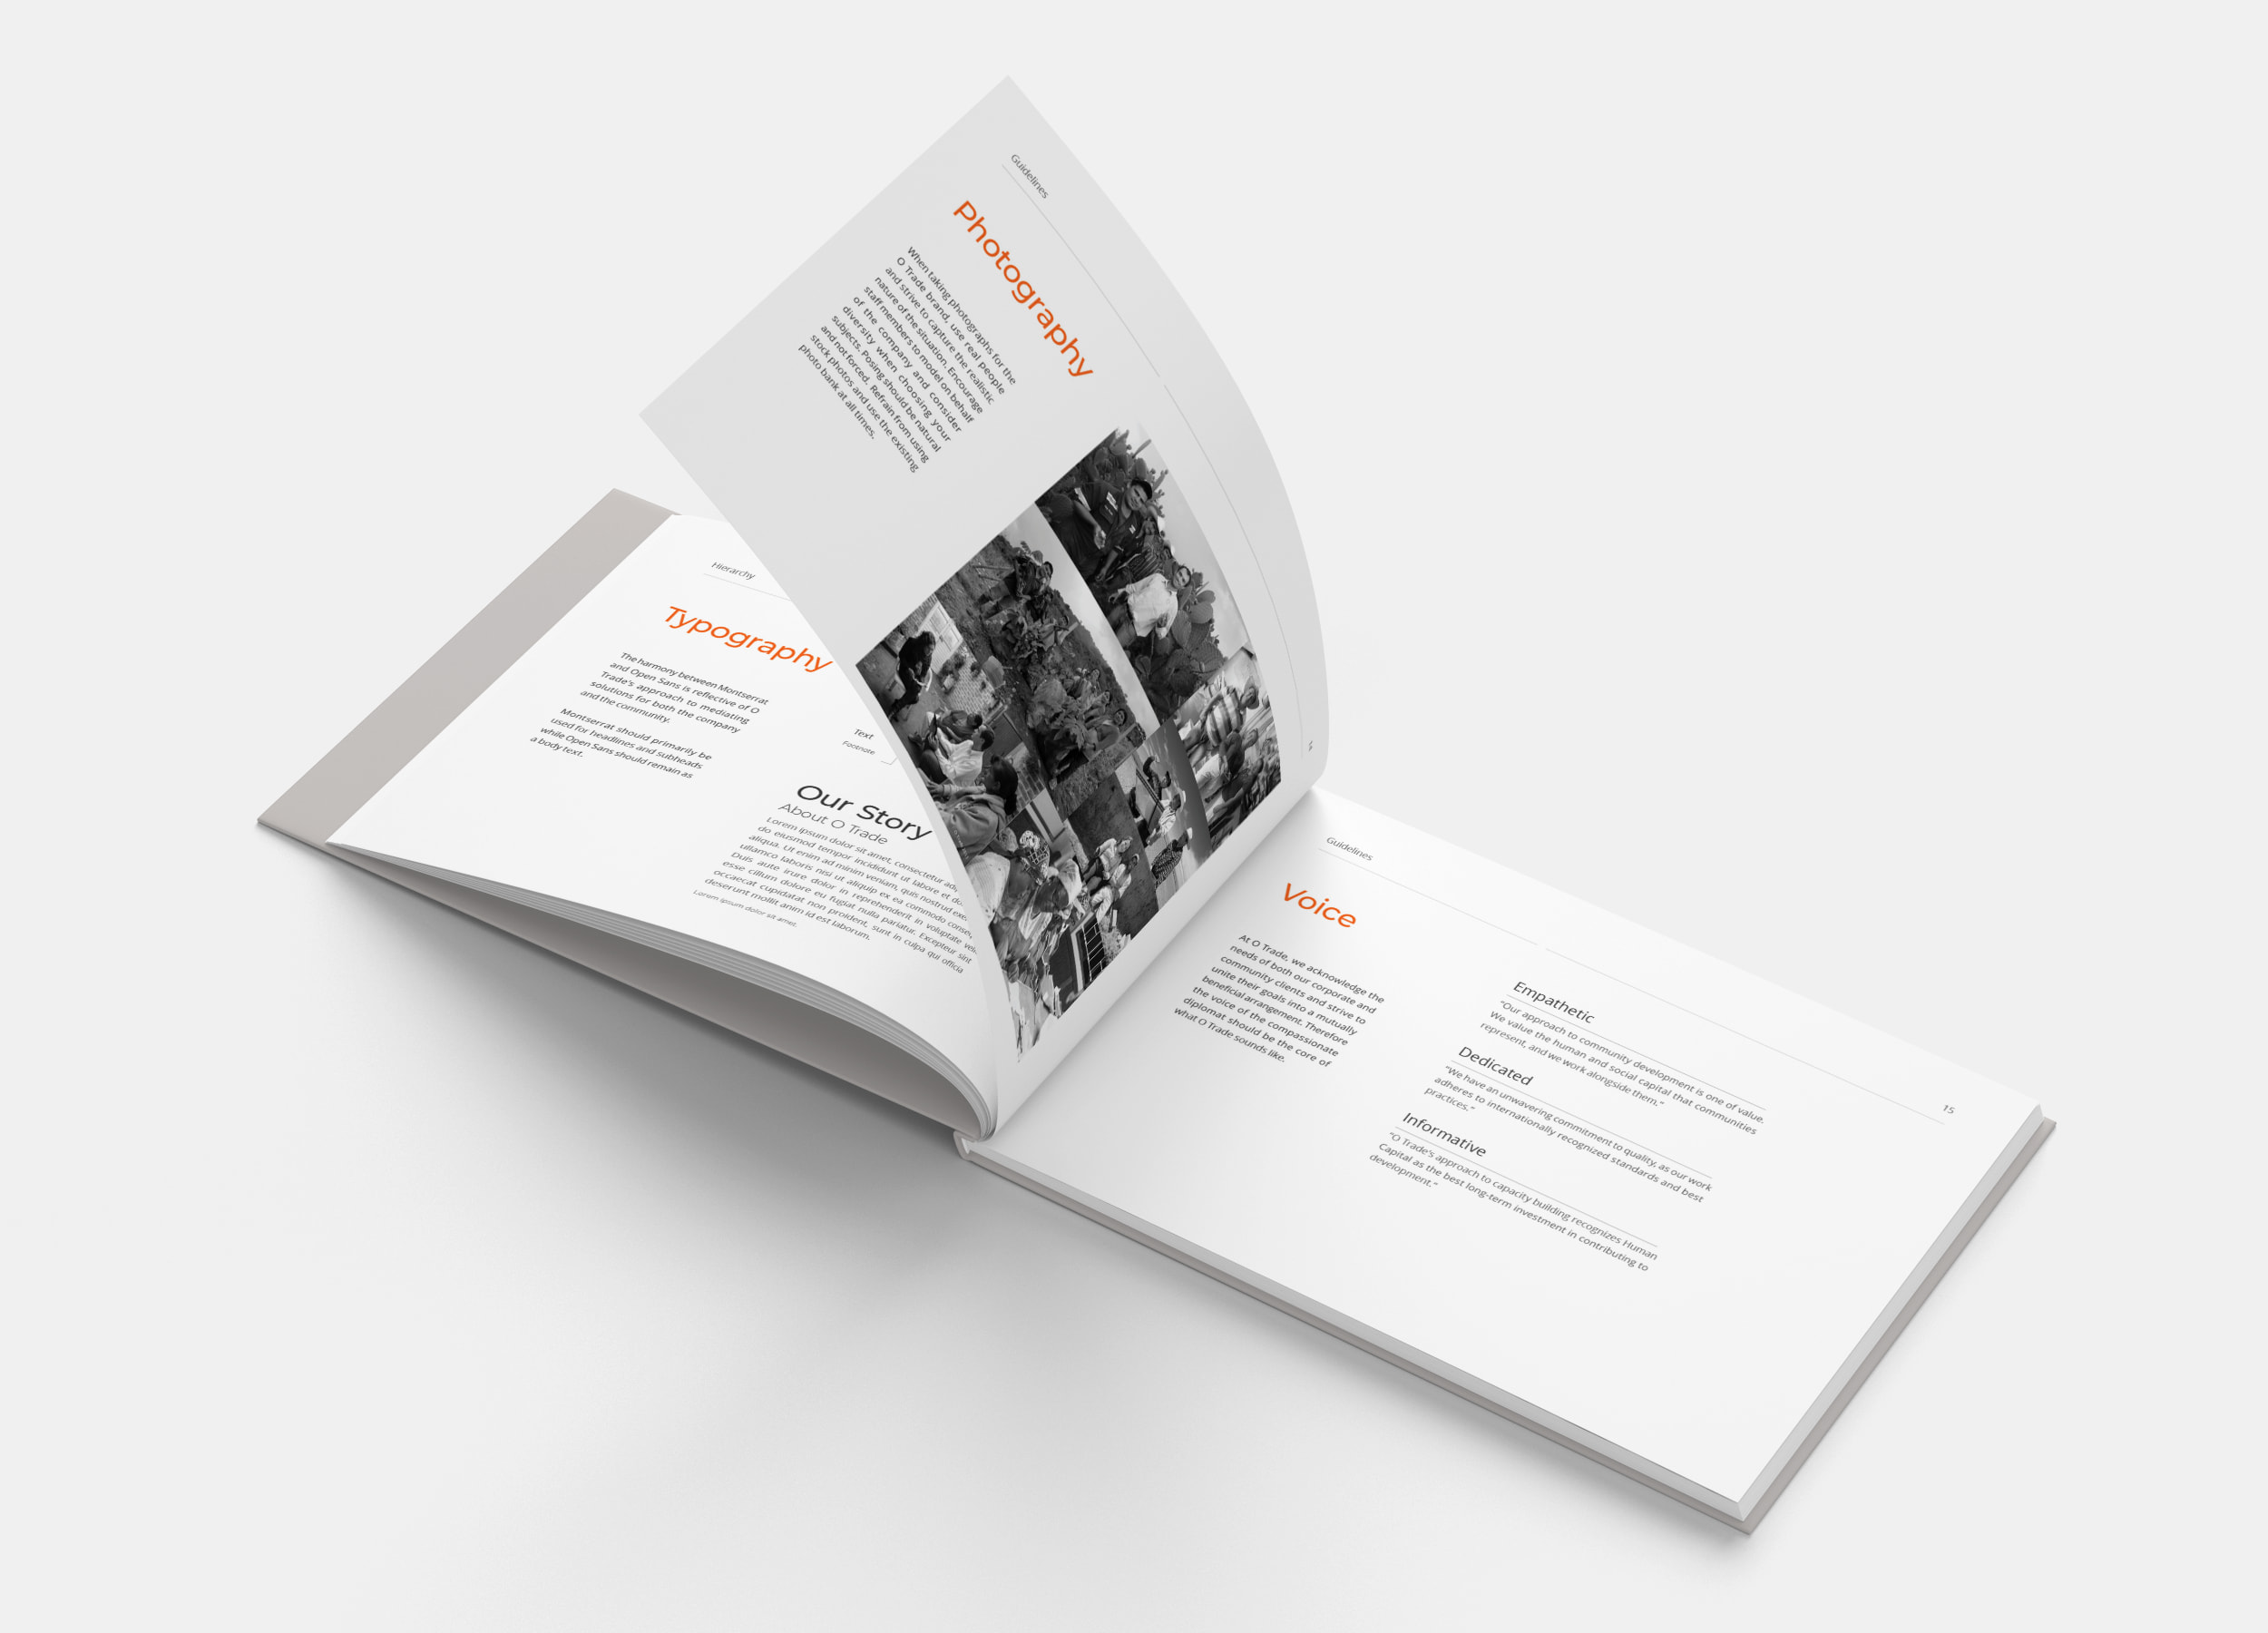 Hierarchy
Typography
The harmony between Montserrat
and Open Sans is reflective of O
Trade's approach to mediating
solutions for both the company
and the community.
Montserrat should primarily be
used for headlines and subheads
while Open Sans should remain as
a body text.
Text
Footnote
Our Story
About O Trade
Lorem ipsum dolor sit amet, consectetur
do eiusmod tempor incididunt ut labore et
aliqua. Ut enim ad minim veniam, quis nostrud
ullamco laboris nisi ut aliquip ex ea commodo
Duis aute irure dolor in reprehenderit in voluptate
esse cillum dolore eu fugiat nulla pariatur. Excepteur sint
occaecat cupidatat non proident, sunt in culpa qui officia
deserunt mollit anim id est laborum.
Lorem ipsum dolor sit amet.
Guidelines
Photography
When taking photographs for the
O Trade brand, use real people
and strive to capture the realistic
nature of the situation. Encourage
staff members to model on behalf
of the company and consider
diversity when choosing your
subjects. Posing should be natural
and not forced. Refrain from using
stock photos and use the existing
photo bank at all times.
Guidelines
15
Voice
At O Trade, we acknowledge the
needs of both our corporate and
community clients and strive to
unite their goals into a mutually
beneficial arrangement. Therefore
the voice of the compassionate
diplomat should be the core of
what O Trade sounds like.
Empathetic
"Our approach to community development is one of value.
We value the human and social capital that communities
represent, and we work alongside them."
Dedicated
"We have an unwavering commitment to quality, as our work
adheres to internationally recognized standards and best
practices."
Informative
"O Trade's approach to capacity building recognizes Human
Capital as the best long-term investment in contributing to
development."